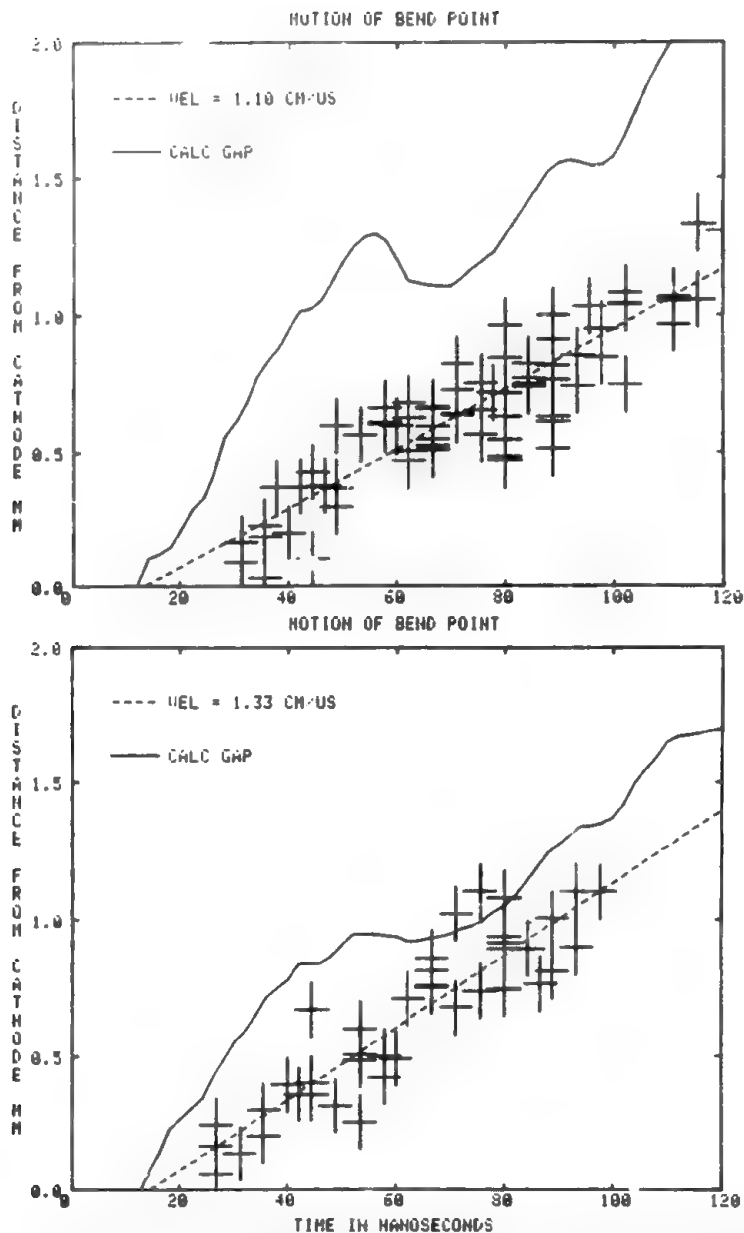 MOTION OF BEND POINT
2.0
VEL = 1.10 CM/US
CALC GAP
1.5
1.0
0.5
0.0
DISTANCE FROM CATHODE MM
0 20 40 60 80 100 120
MOTION OF BEND POINT
2.0
VEL = 1.33 CM/US
CALC GAP
1.5
1.0
0.5
0.0
DISTANCE FROM CATHODE MM
0 20 40 60 80 100 120
TIME IN NANOSECONDS